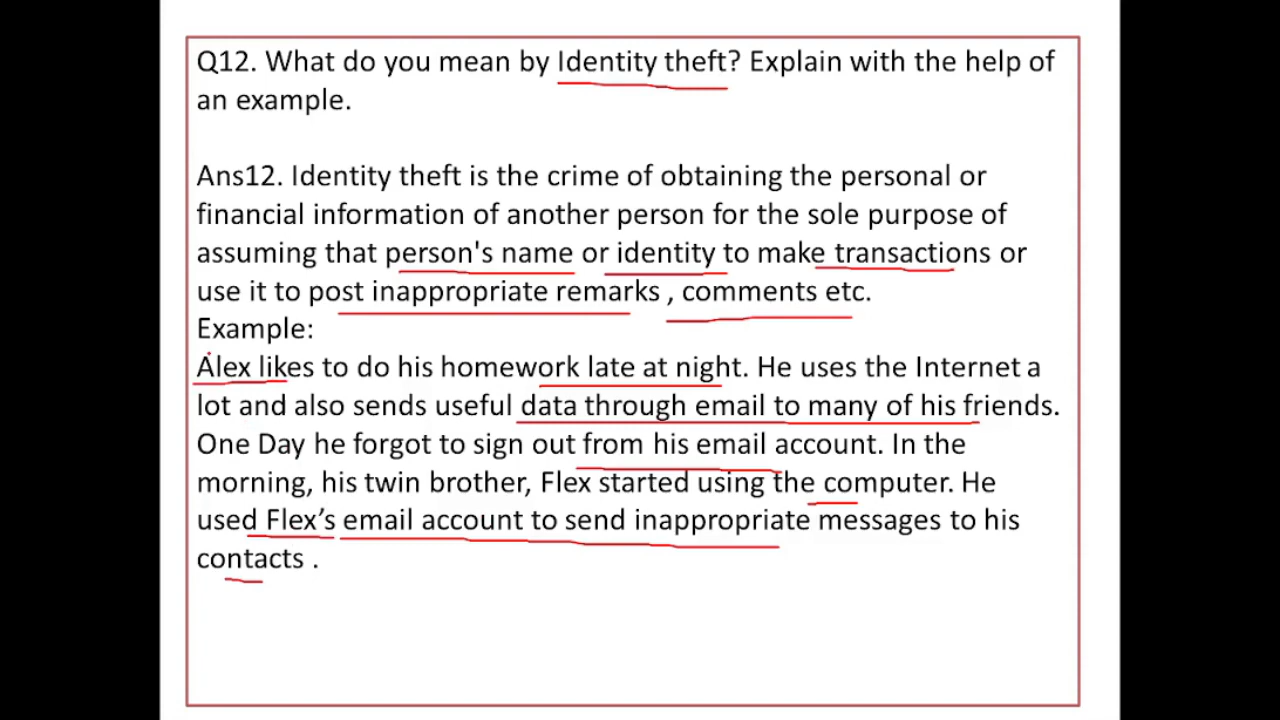 Q12. What do you mean by Identity theft? Explain with the help of
an example.
Ans12. Identity theft is the crime of obtaining the personal or
financial information of another person for the sole purpose of
assuming that person's name or identity to make transactions or
use it to post inappropriate remarks , comments etc.
Example:
Alex likes to do his homework late at night. He uses the Internet a
lot and also sends useful data through email to many of his friends.
One Day he forgot to sign out from his email account. In the
morning, his twin brother, Flex started using the computer. He
used Flex’s email account to send inappropriate messages to his
contacts .